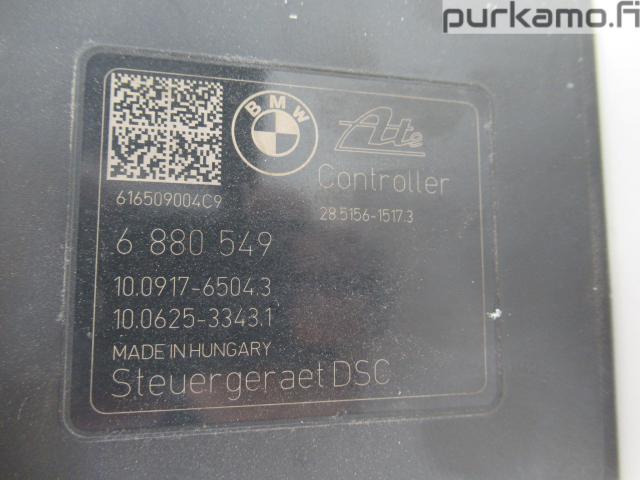 purkamo.fi
BMW
Ate
Controller
616509004C9
28.5156-1517.3
6 880 549
10.0917-6504.3
10.0625-3343.1
MADE IN HUNGARY
Steuergeraet DSC